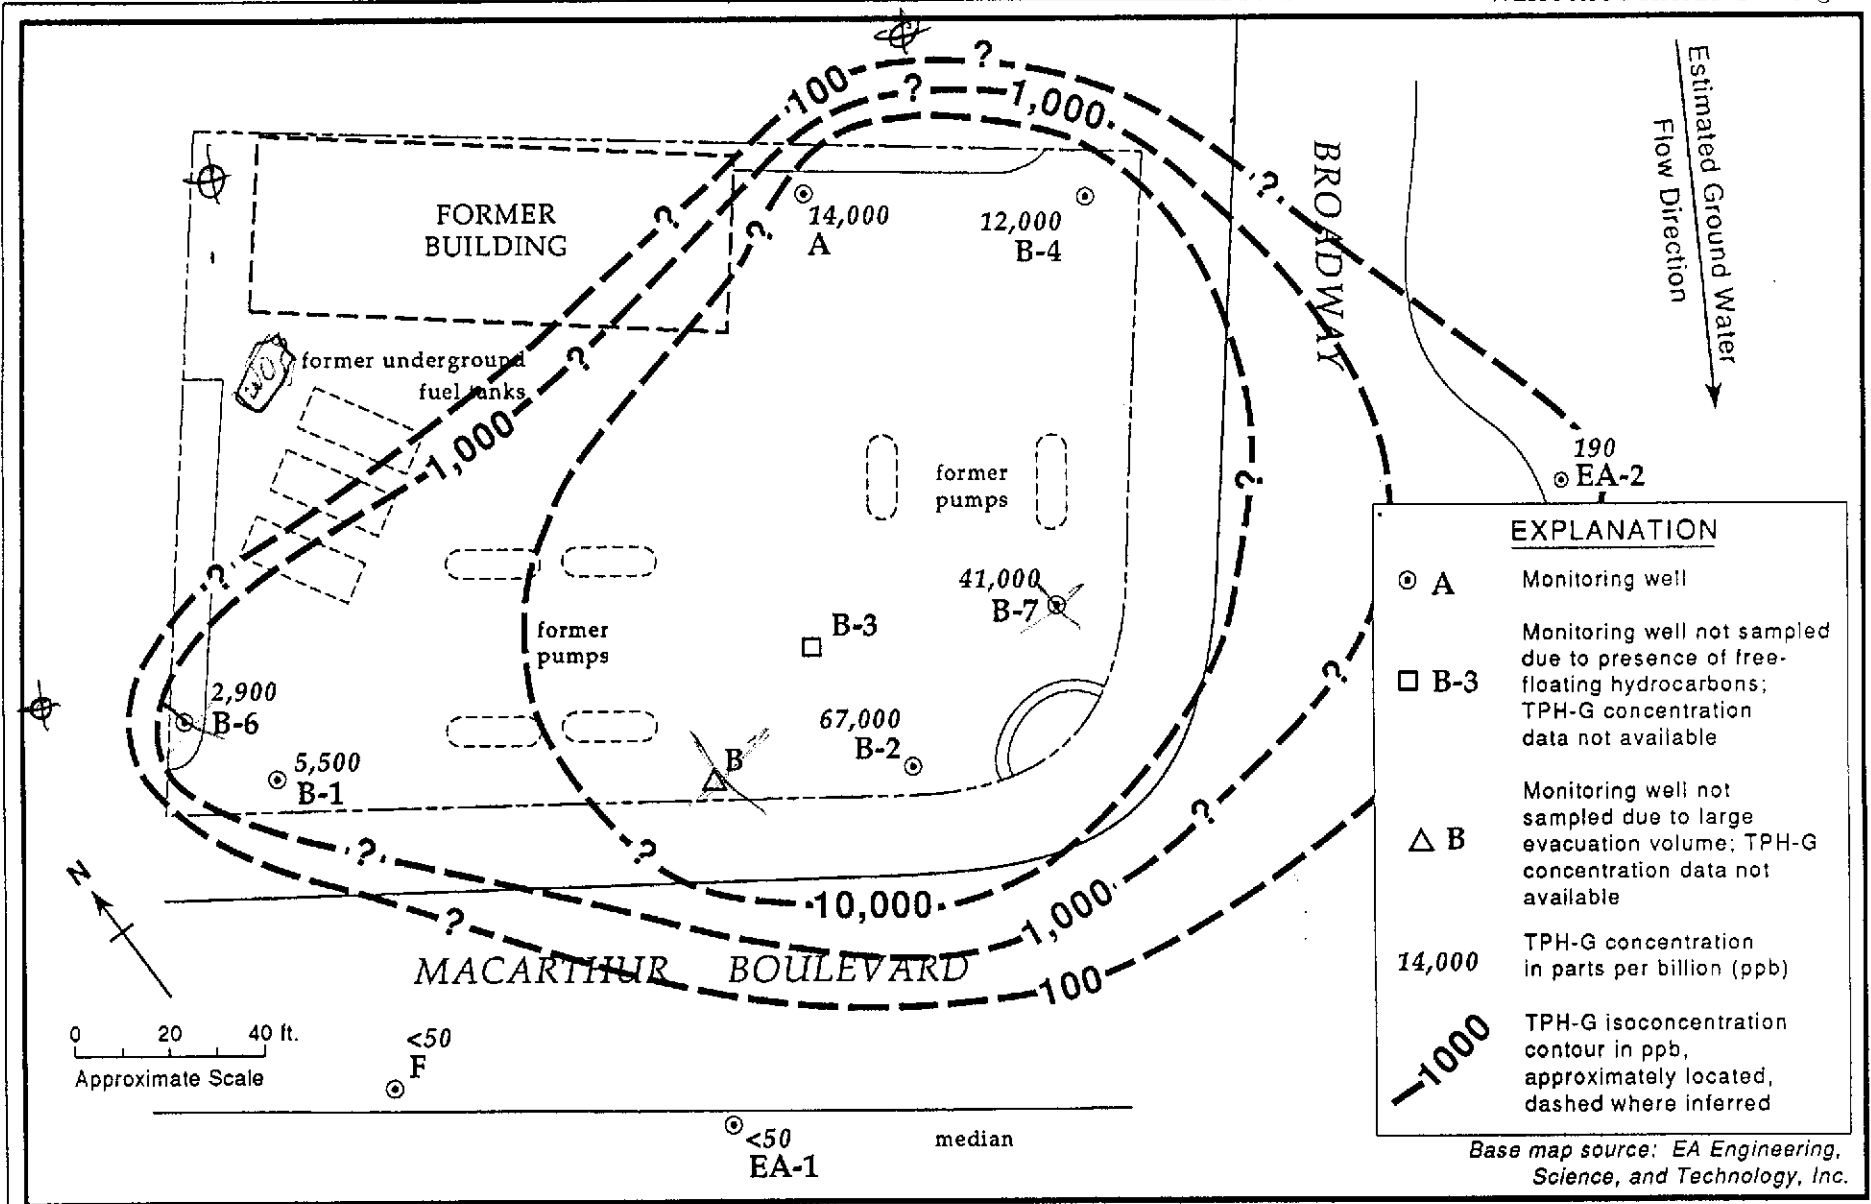 100
?
?
1,000
Estimated Ground Water
Flow Direction
BROADWAY
?
FORMER
BUILDING
?
?
14,000
A
12,000
B-4
WO
former underground
fuel tanks
?
1,000
190
EA-2
former
pumps
?
?
41,000
B-7
B-3
former
pumps
?
2,900
B-6
67,000
B-2
B
5,500
B-1
?
?
?
10,000
1,000
?
N
MACARTHUR BOULEVARD
100
0 20 40 ft.
Approximate Scale
<50
F
<50
EA-1
median
EXPLANATION
A Monitoring well
B-3
Monitoring well not sampled
due to presence of free-
floating hydrocarbons;
TPH-G concentration
data not available
B
Monitoring well not
sampled due to large
evacuation volume; TPH-G
concentration data not
available
14,000
TPH-G concentration
in parts per billion (ppb)
1000
TPH-G isoconcentration
contour in ppb,
approximately located,
dashed where inferred
Base map source: EA Engineering,
Science, and Technology, Inc.